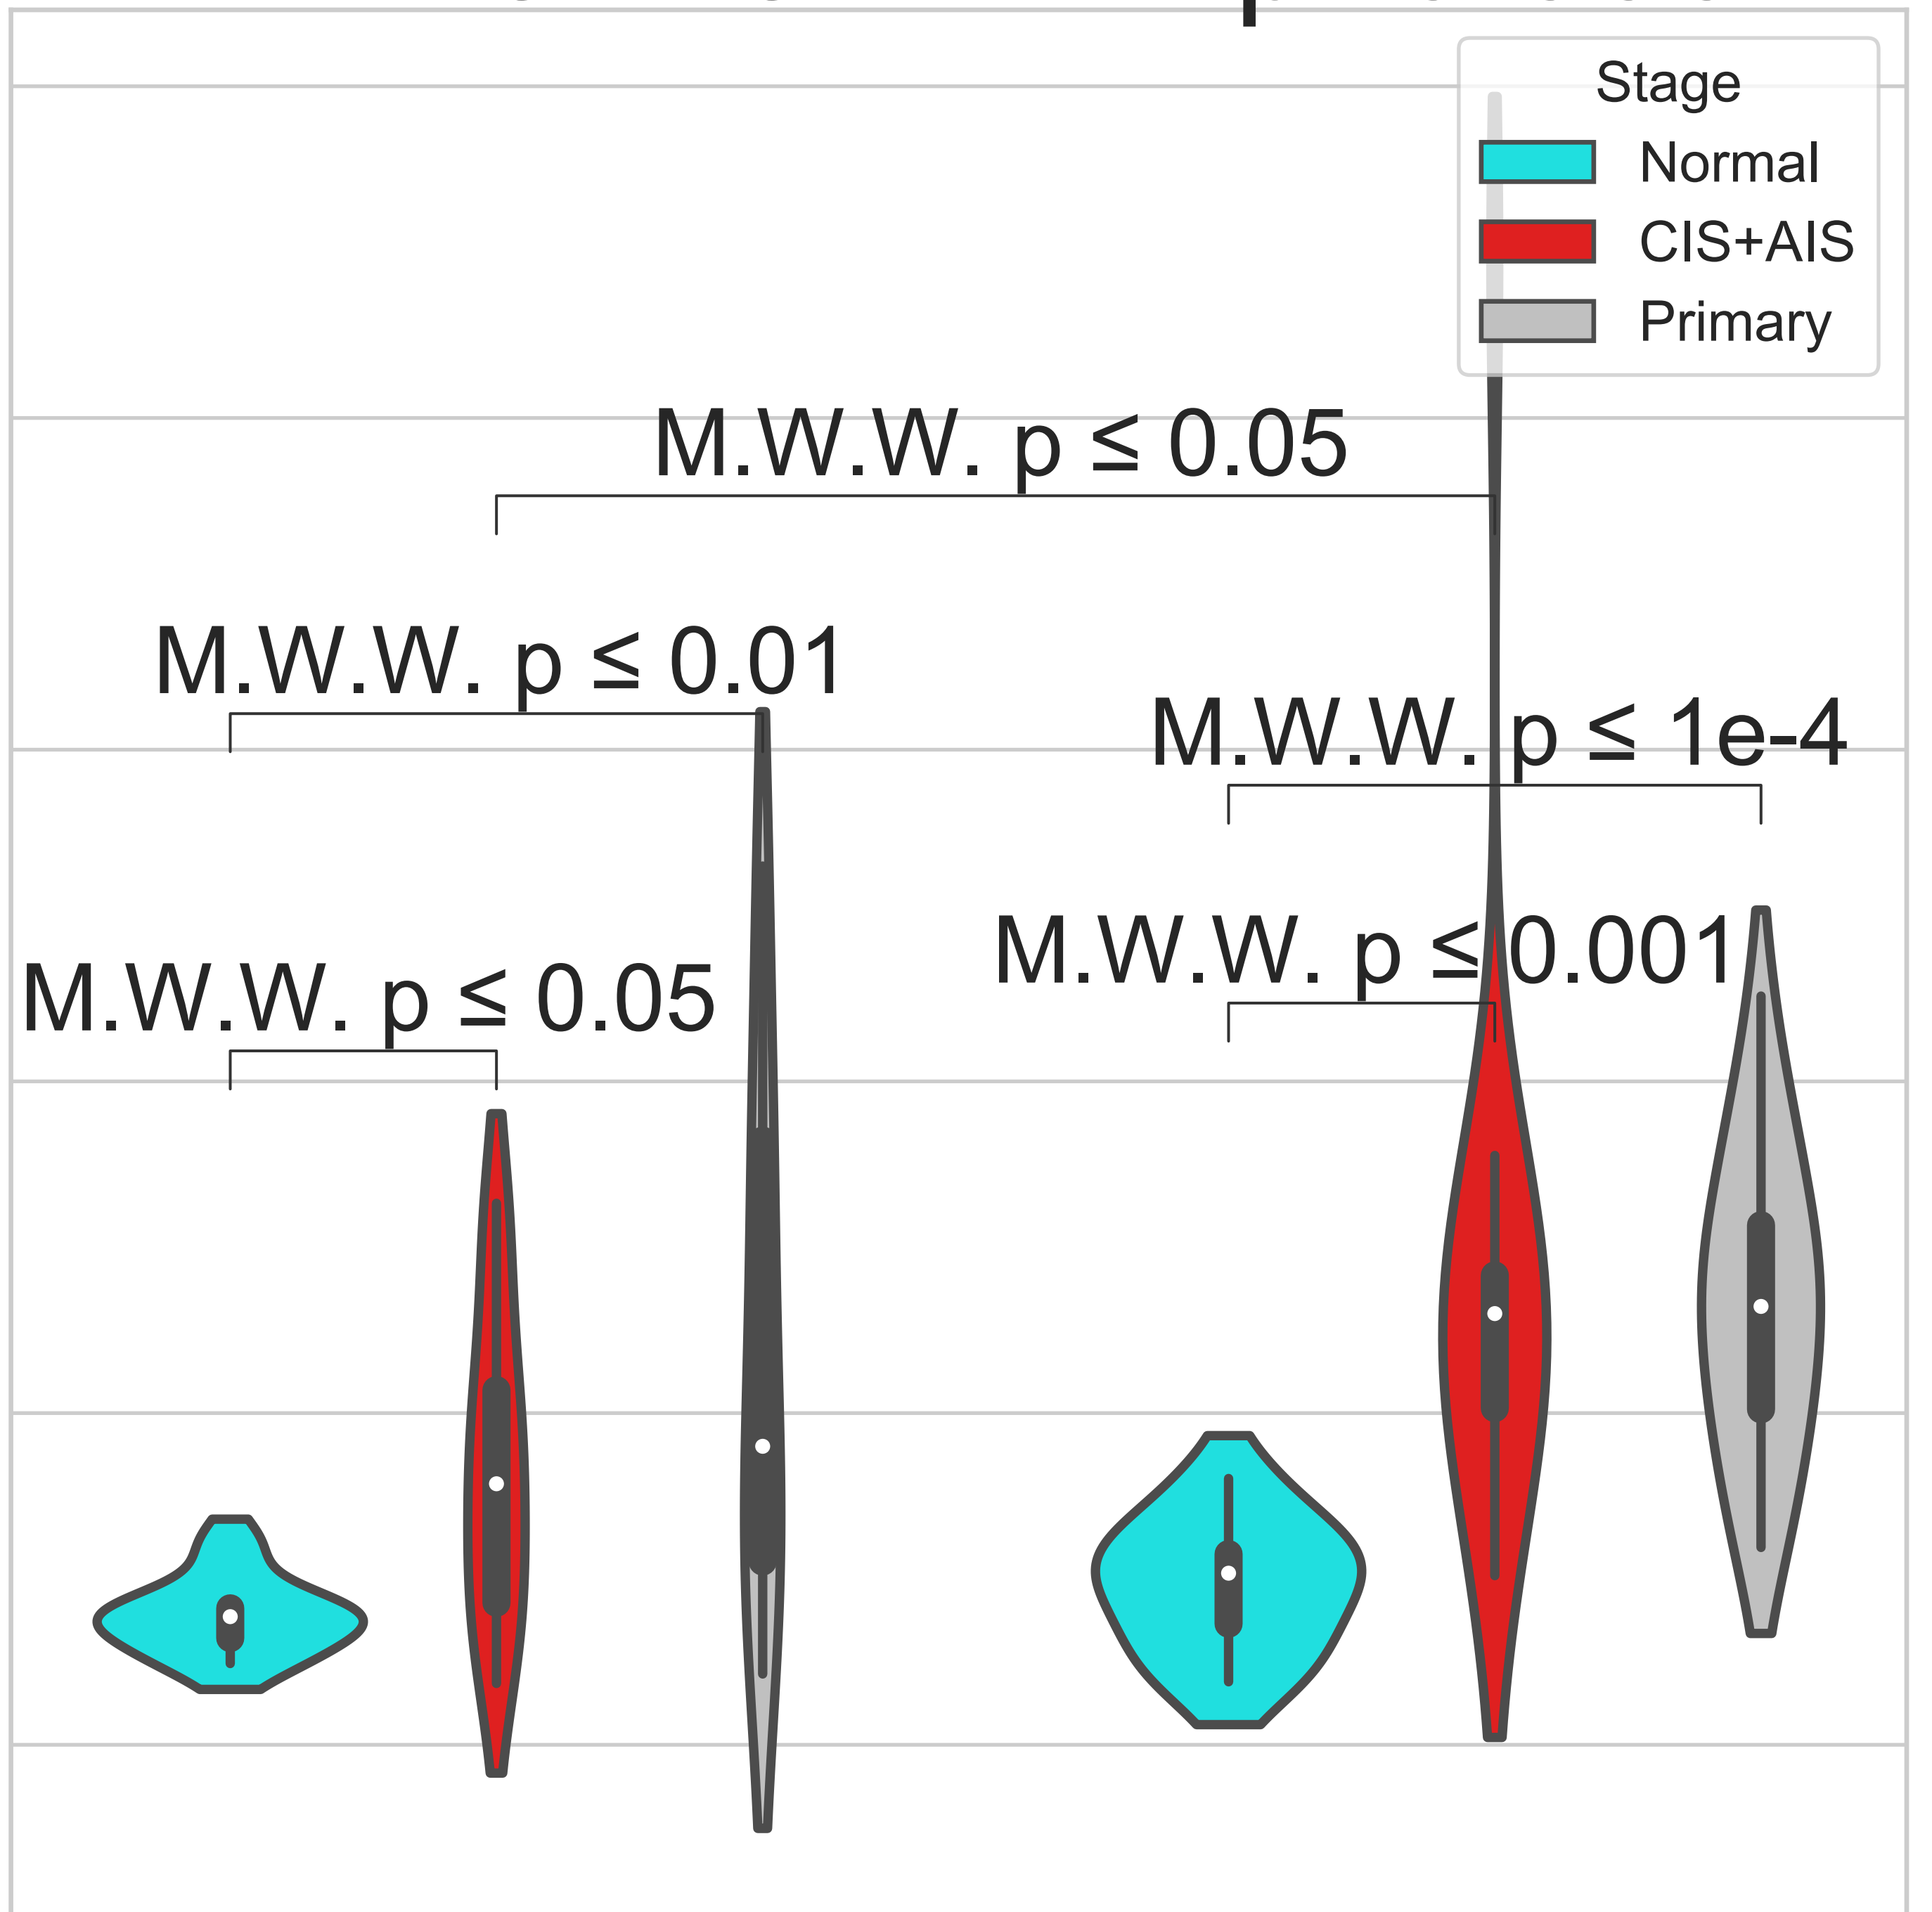 Stage
Normal
CIS+AIS
Primary
M.W.W. p ≤ 0.05
M.W.W. p ≤ 0.01
M.W.W. p ≤ 1e-4
M.W.W. p ≤ 0.001
M.W.W. p ≤ 0.05